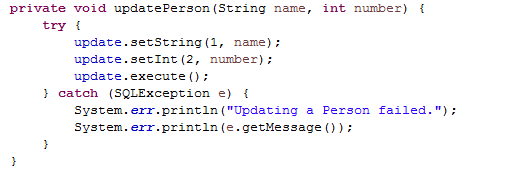 private void updatePerson(String name, int number) {
    try {
        update.setString(1, name);
        update.setInt(2, number);
        update.execute();
    } catch (SQLException e) {
        System.err.println("Updating a Person failed.");
        System.err.println(e.getMessage());
    }
}